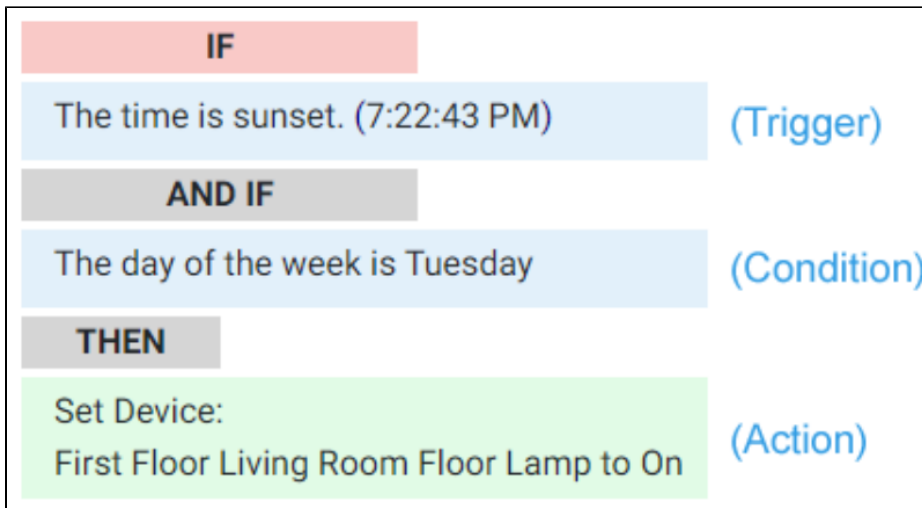 IF
The time is sunset. (7:22:43 PM)
(Trigger)
AND IF
The day of the week is Tuesday
(Condition)
THEN
Set Device:
First Floor Living Room Floor Lamp to On
(Action)